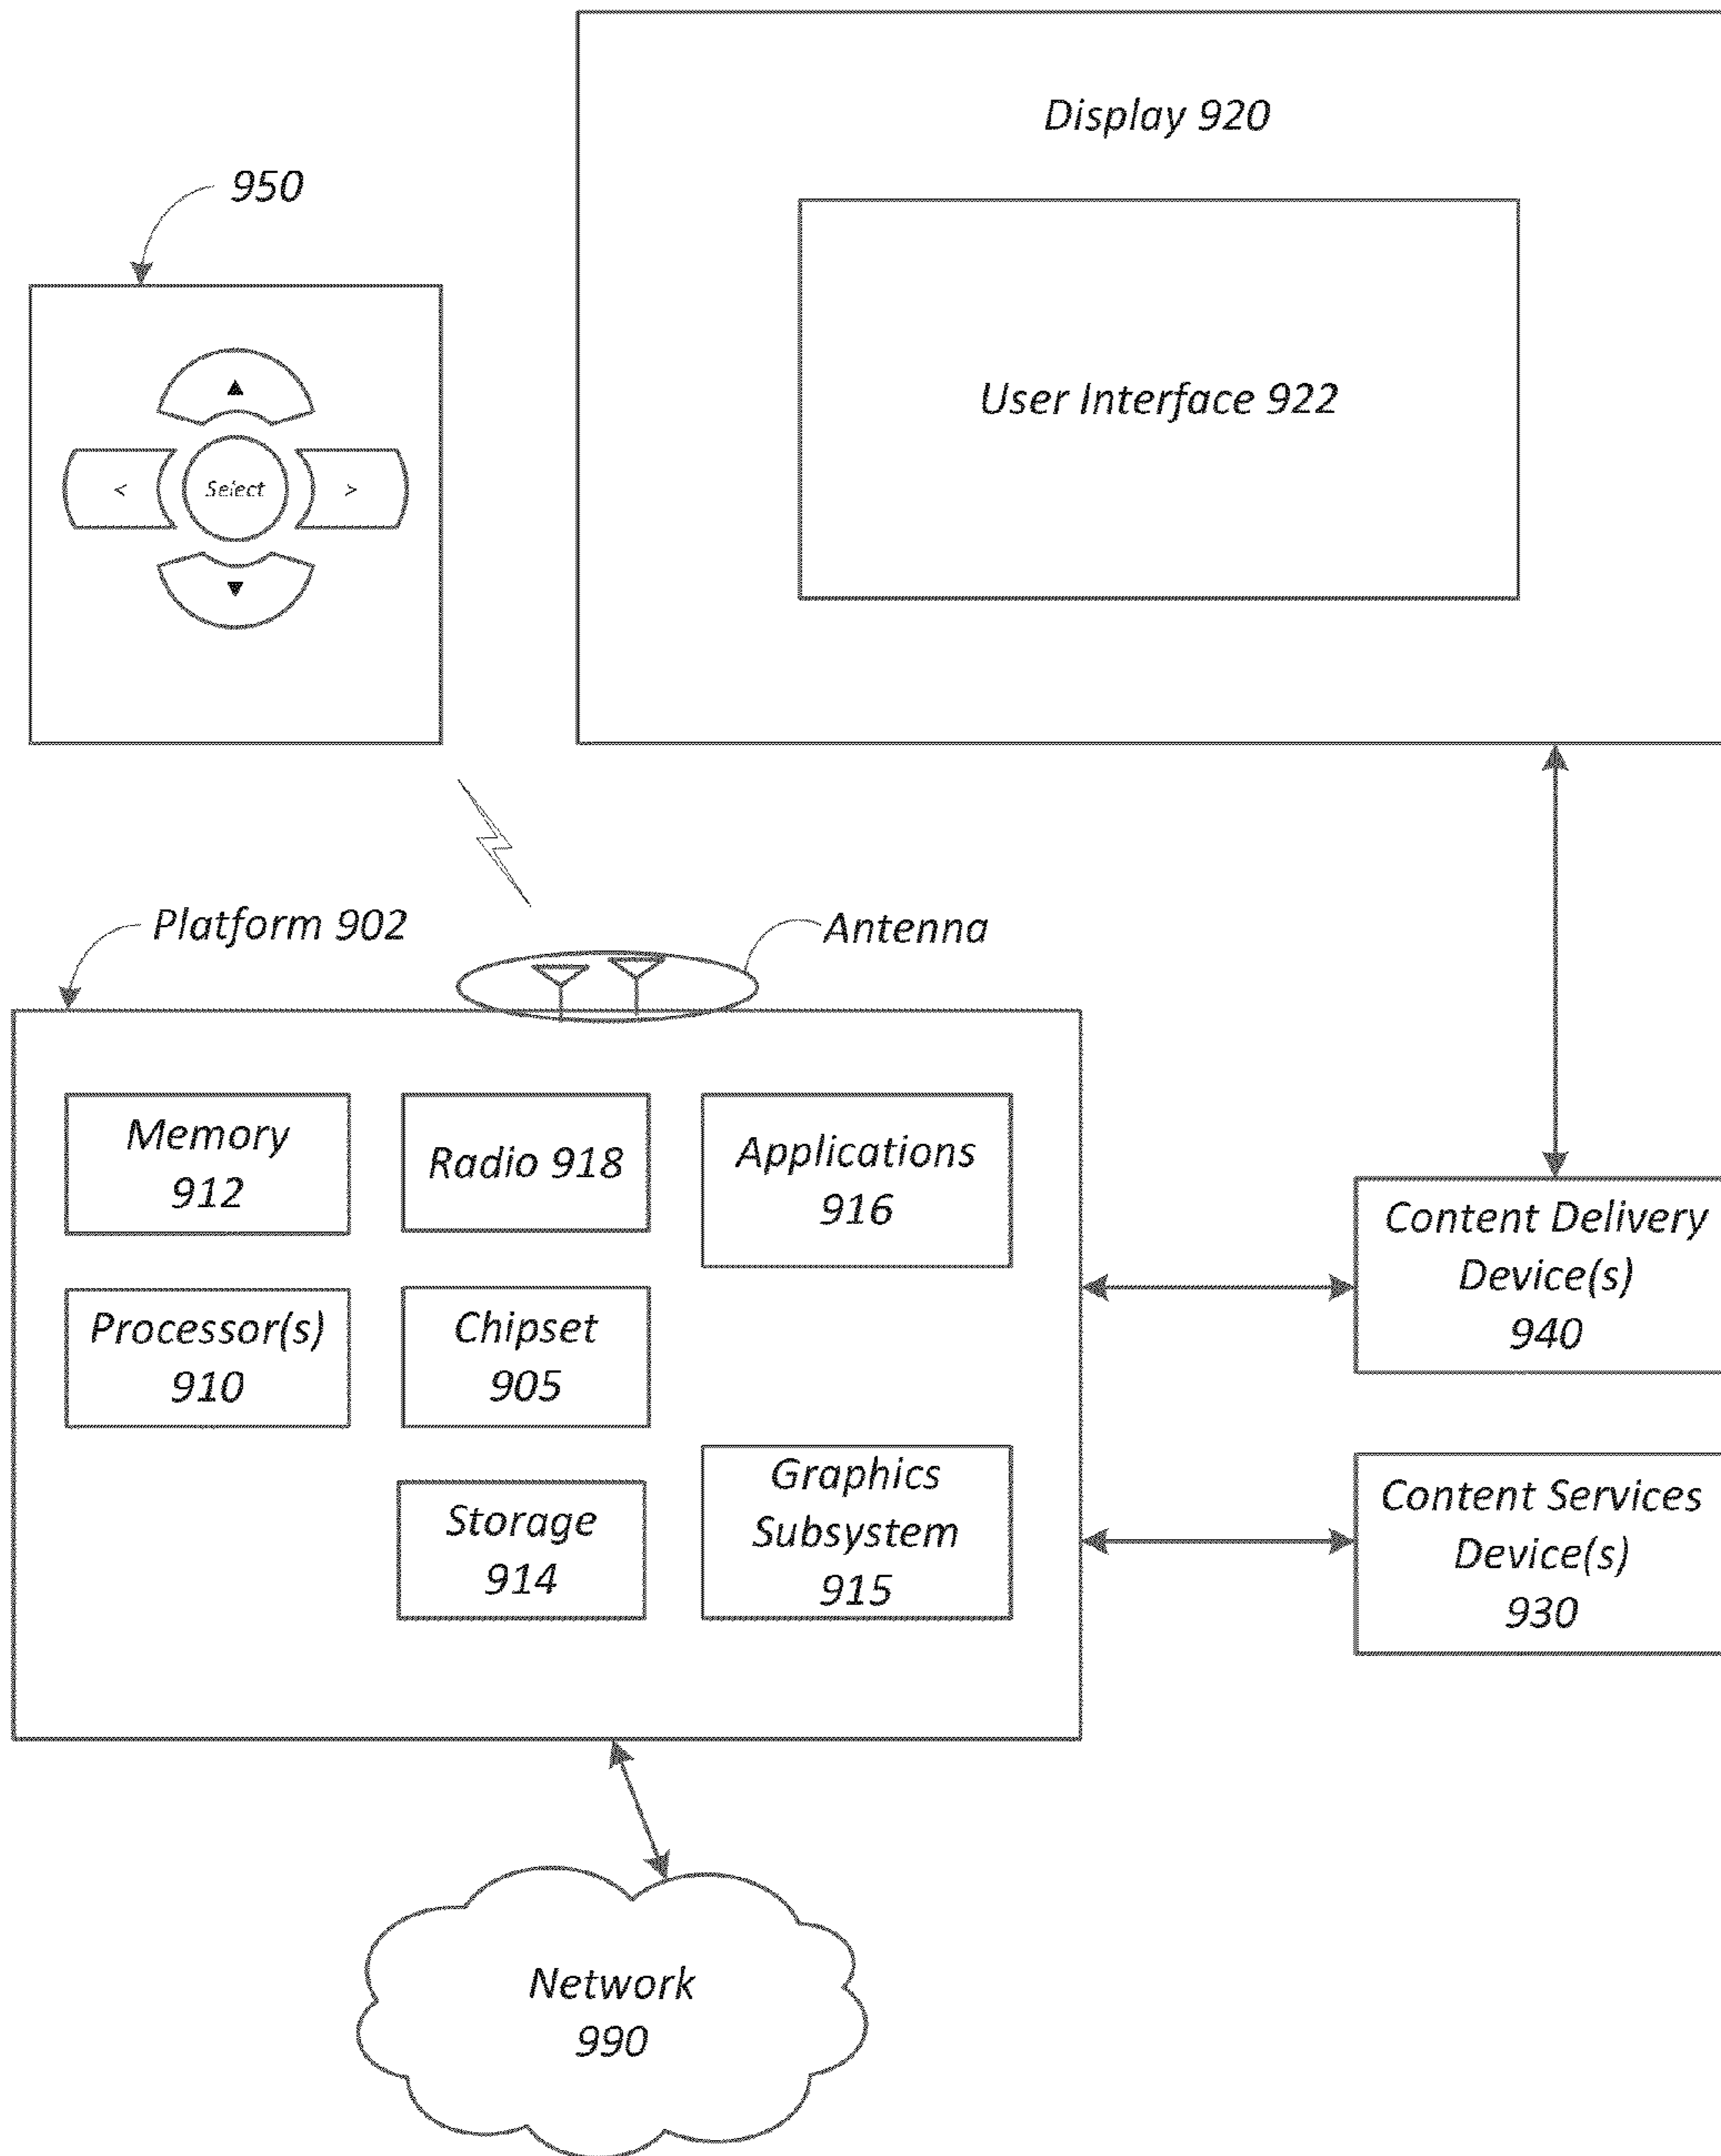 Display 920
950
▲
User Interface 922
< Select >
▼
Platform 902
Antenna
Memory
912
Radio 918
Applications
916
Processor(s)
910
Chipset
905
Storage
914
Graphics
Subsystem
915
Content Delivery
Device(s)
940
Content Services
Device(s)
930
Network
990